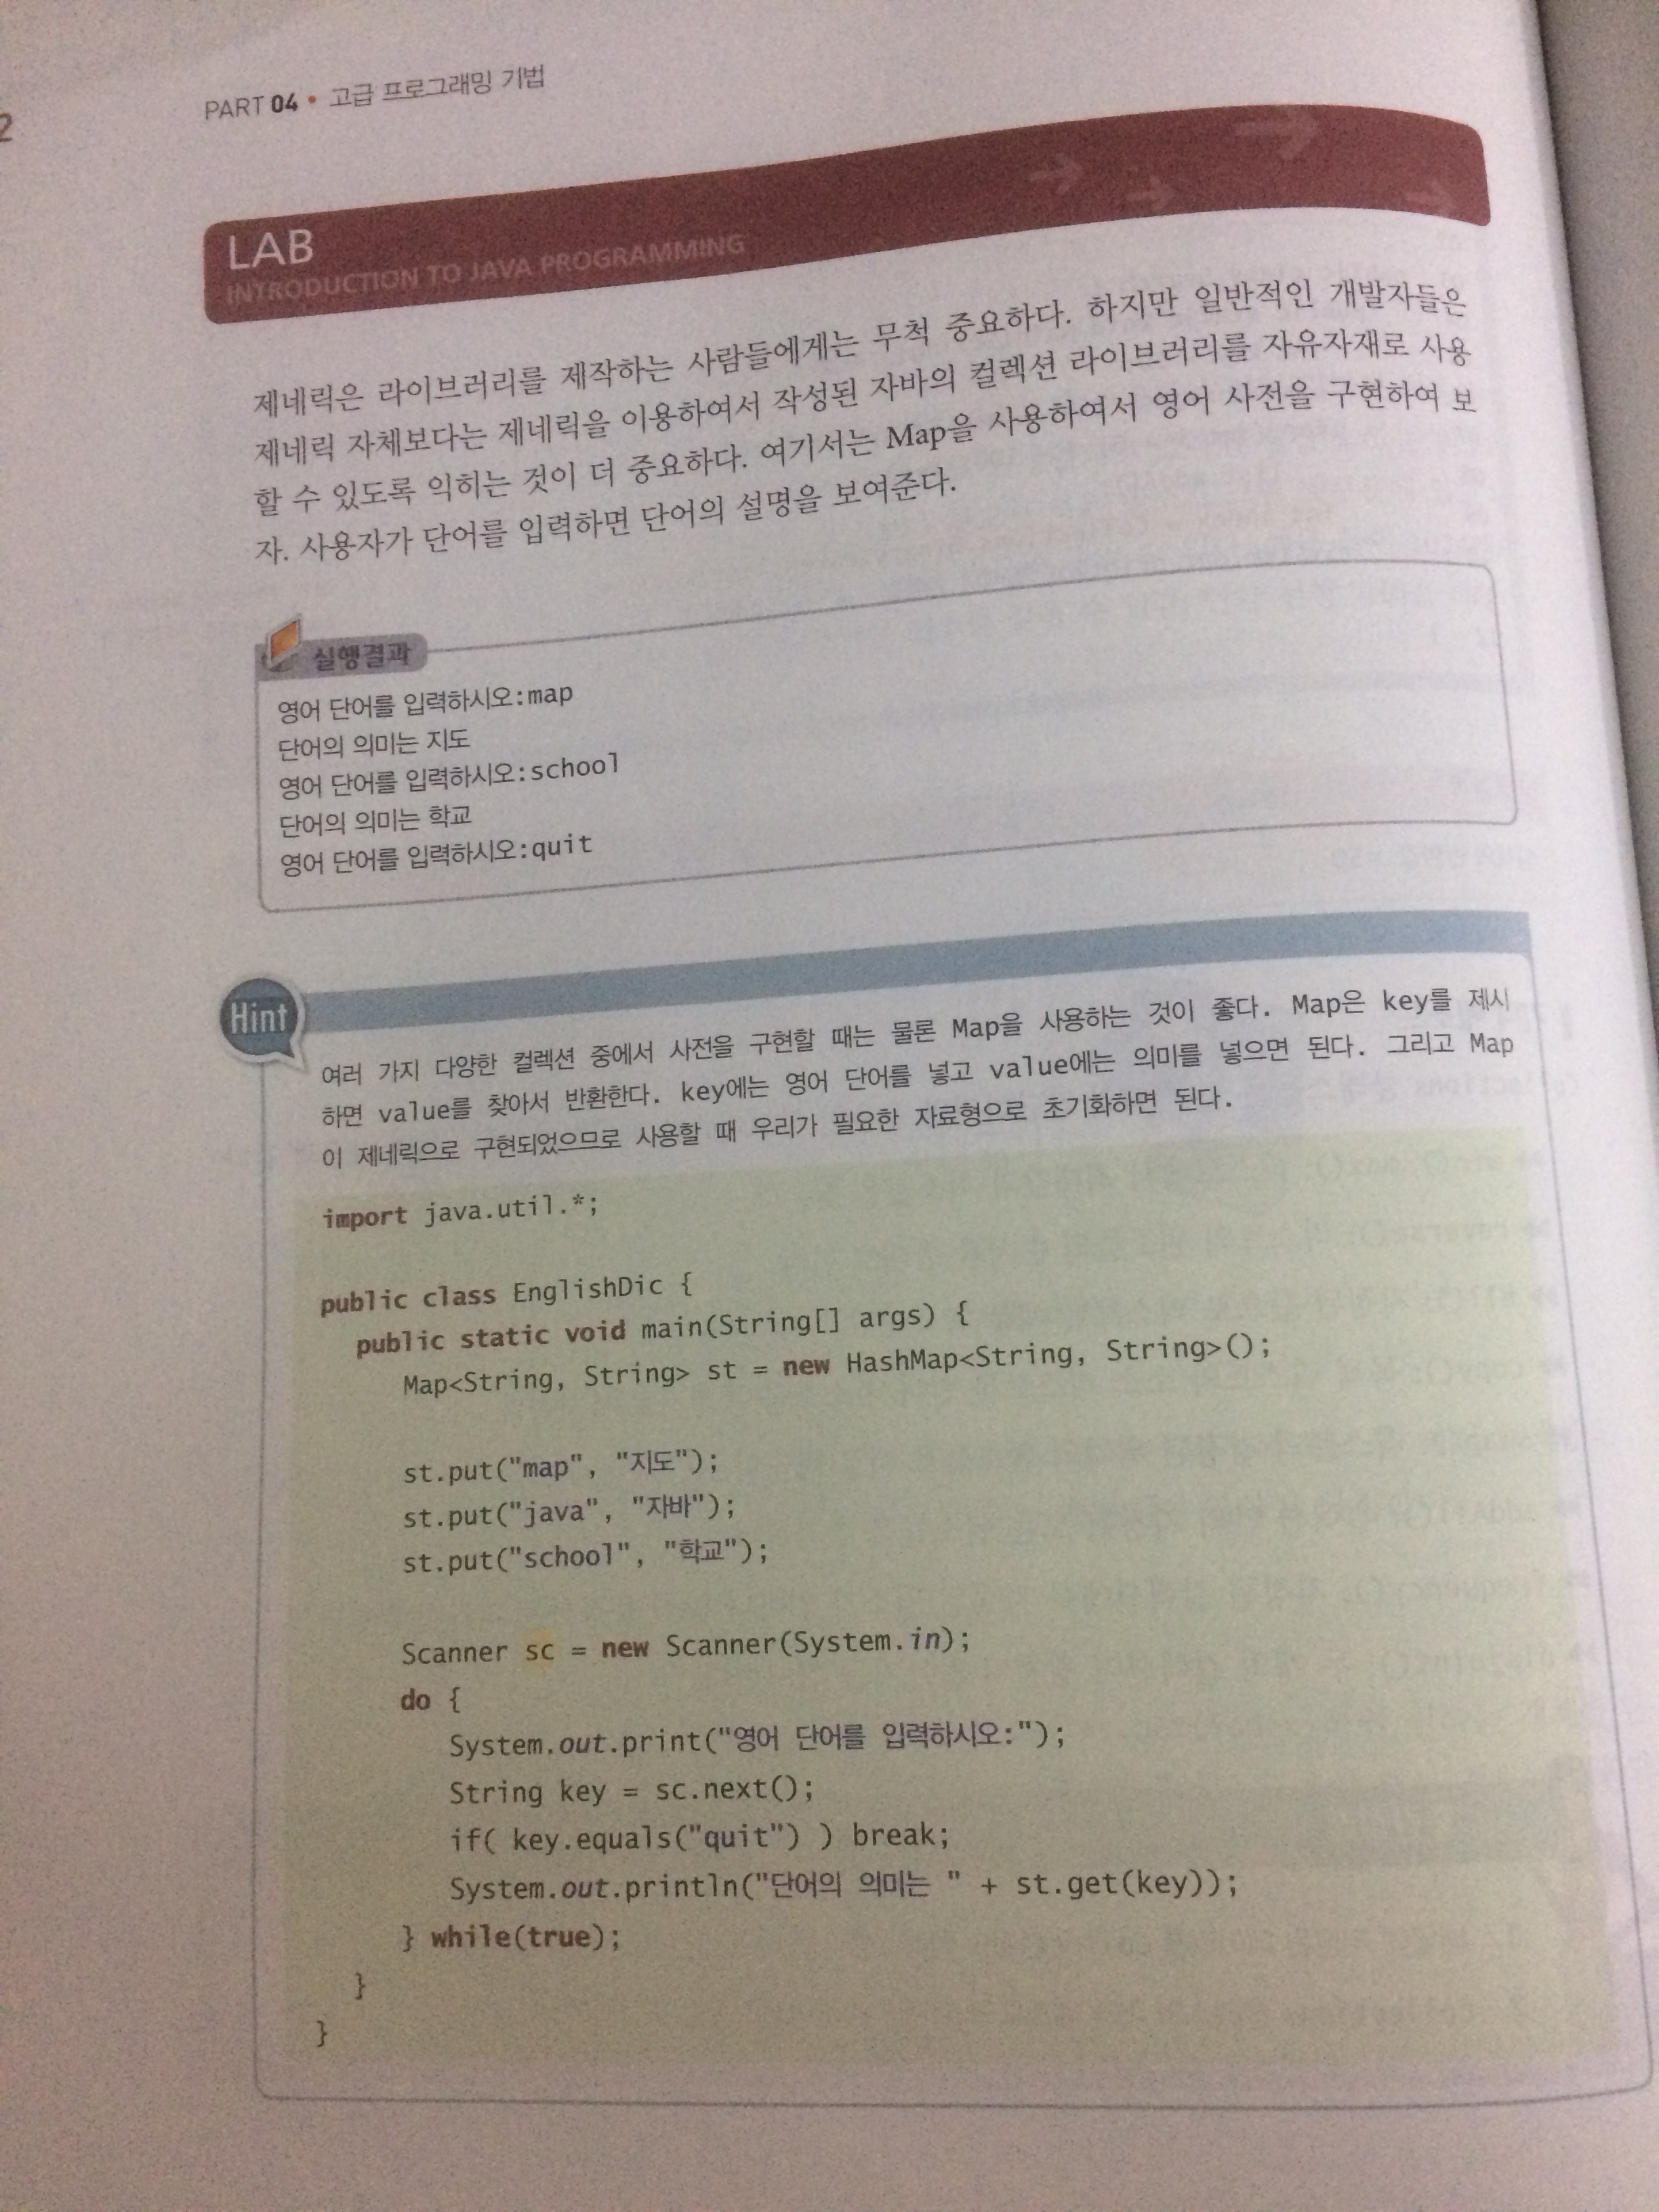 2
PART 04 • 고급 프로그래밍 기법
LAB
INTRODUCTION TO JAVA PROGRAMMING
제네릭은 라이브러리를 제작하는 사람들에게는 무척 중요하다. 하지만 일반적인 개발자들은
제네릭 자체보다는 제네릭을 이용하여서 작성된 자바의 컬렉션 라이브러리를 자유자재로 사용
할 수 있도록 익히는 것이 더 중요하다. 여기서는 Map을 사용하여서 영어 사전을 구현하여 보
자. 사용자가 단어를 입력하면 단어의 설명을 보여준다.
실행결과
영어 단어를 입력하시오:map
단어의 의미는 지도
영어 단어를 입력하시오:school
단어의 의미는 학교
영어 단어를 입력하시오:quit
Hint
여러 가지 다양한 컬렉션 중에서 사전을 구현할 때는 물론 Map을 사용하는 것이 좋다. Map은 key를 제시
하면 value를 찾아서 반환한다. key에는 영어 단어를 넣고 value에는 의미를 넣으면 된다. 그리고 Map
이 제네릭으로 구현되었으므로 사용할 때 우리가 필요한 자료형으로 초기화하면 된다.
import java.util.*;
public class EnglishDic {
public static void main(String[] args) {
Map<String, String> st = new HashMap<String, String>();
st.put("map", "지도");
st.put("java", "자바");
st.put("school", "학교");
Scanner sc = new Scanner(System.in);
do {
System.out.print("영어 단어를 입력하시오:");
String key = sc.next();
if( key.equals("quit") ) break;
System.out.println("단어의 의미는 " + st.get(key));
} while(true);
}
}